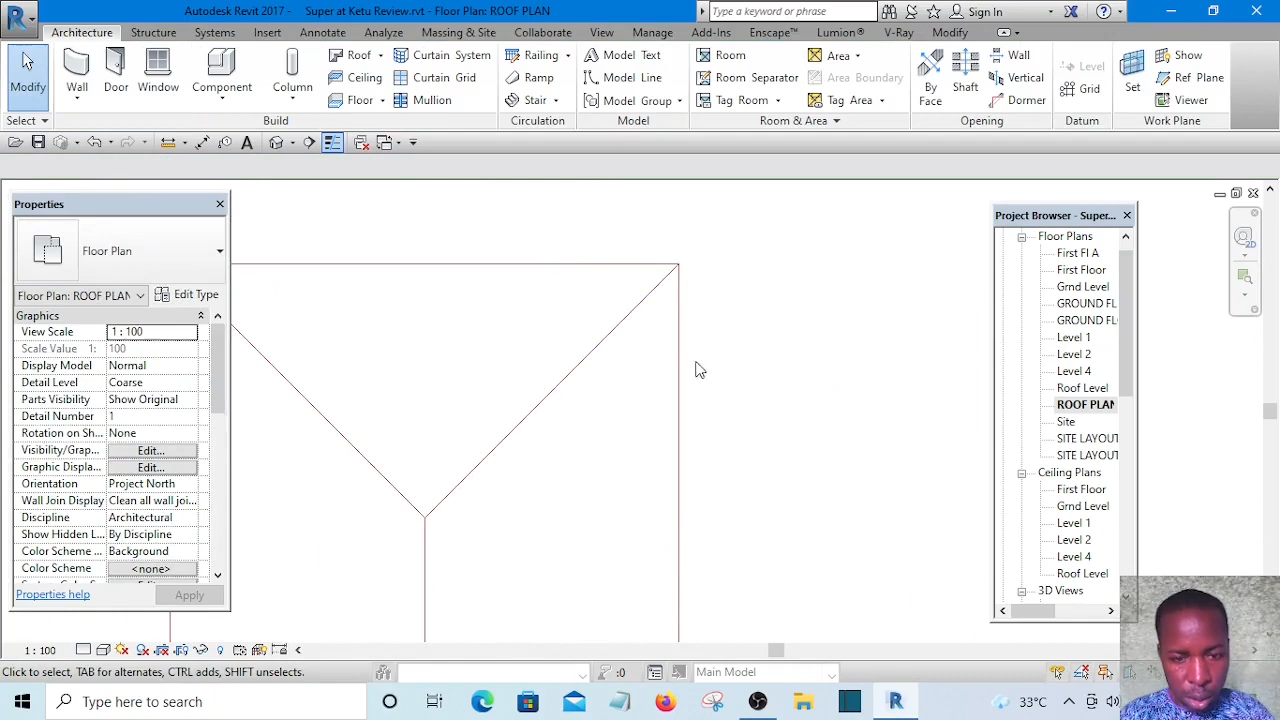 Autodesk Revit 2017 - Super at Ketu Review.rvt - Floor Plan: ROOF PLAN
Type a keyword or phrase
Sign In
Architecture Structure Systems Insert Annotate Analyze Massing & Site Collaborate View Manage Add-Ins Enscape™ Lumion® V-Ray Modify
Modify
Wall
Door
Window
Component
Column
Roof
Ceiling
Floor
Curtain System
Curtain Grid
Mullion
Railing
Ramp
Stair
Model Text
Model Line
Model Group
Room
Room Separator
Tag Room
Area
Area Boundary
Tag Area
By Face
Shaft
Wall
Vertical
Dormer
Level
Grid
Set
Show
Ref Plane
Viewer
Select
Build
Circulation
Model
Room & Area
Opening
Datum
Work Plane
Properties
Floor Plan
Floor Plan: ROOF PLAN
Edit Type
Graphics
View Scale 1 : 100
Scale Value 1: 100
Display Model Normal
Detail Level Coarse
Parts Visibility Show Original
Detail Number 1
Rotation on Sh... None
Visibility/Grap... Edit...
Graphic Displa... Edit...
Orientation Project North
Wall Join Display Clean all wall joi...
Discipline Architectural
Show Hidden L... By Discipline
Color Scheme ... Background
Color Scheme <none>
Properties help
Apply
Project Browser - Super...
Floor Plans
First Fl A
First Floor
Grnd Level
GROUND FL
GROUND FL
Level 1
Level 2
Level 4
Roof Level
ROOF PLAN
Site
SITE LAYOUT
SITE LAYOUT
Ceiling Plans
First Floor
Grnd Level
Level 1
Level 2
Level 4
Roof Level
3D Views
2D
1 : 100
Click to select, TAB for alternates, CTRL adds, SHIFT unselects.
:0
Main Model
Type here to search
33°C